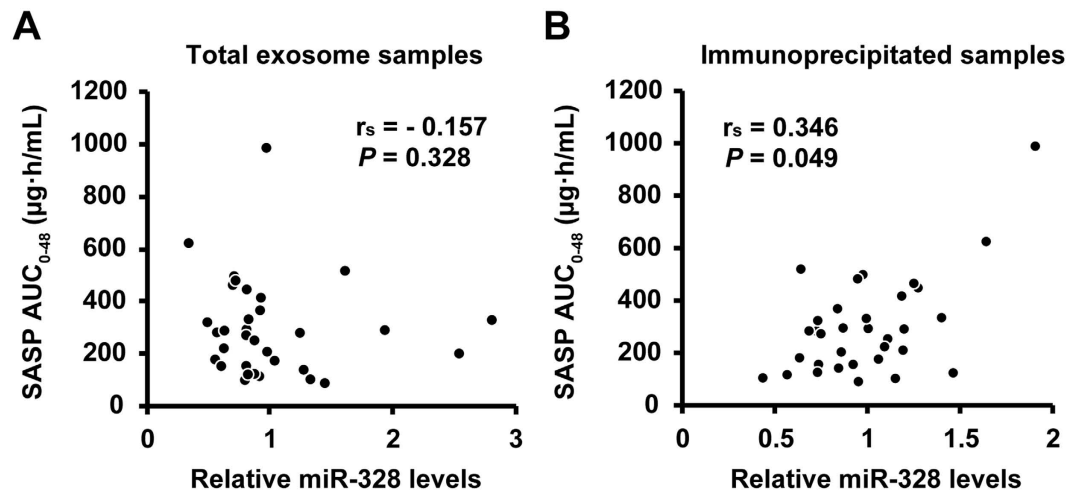 A
Total exosome samples
SASP AUC0-48 (μg·h/mL)
1200
1000
800
600
400
200
0
rs = - 0.157
P = 0.328
0
1
2
3
Relative miR-328 levels
B
Immunoprecipitated samples
SASP AUC0-48 (μg·h/mL)
1200
1000
800
600
400
200
0
rs = 0.346
P = 0.049
0
0.5
1
1.5
2
Relative miR-328 levels